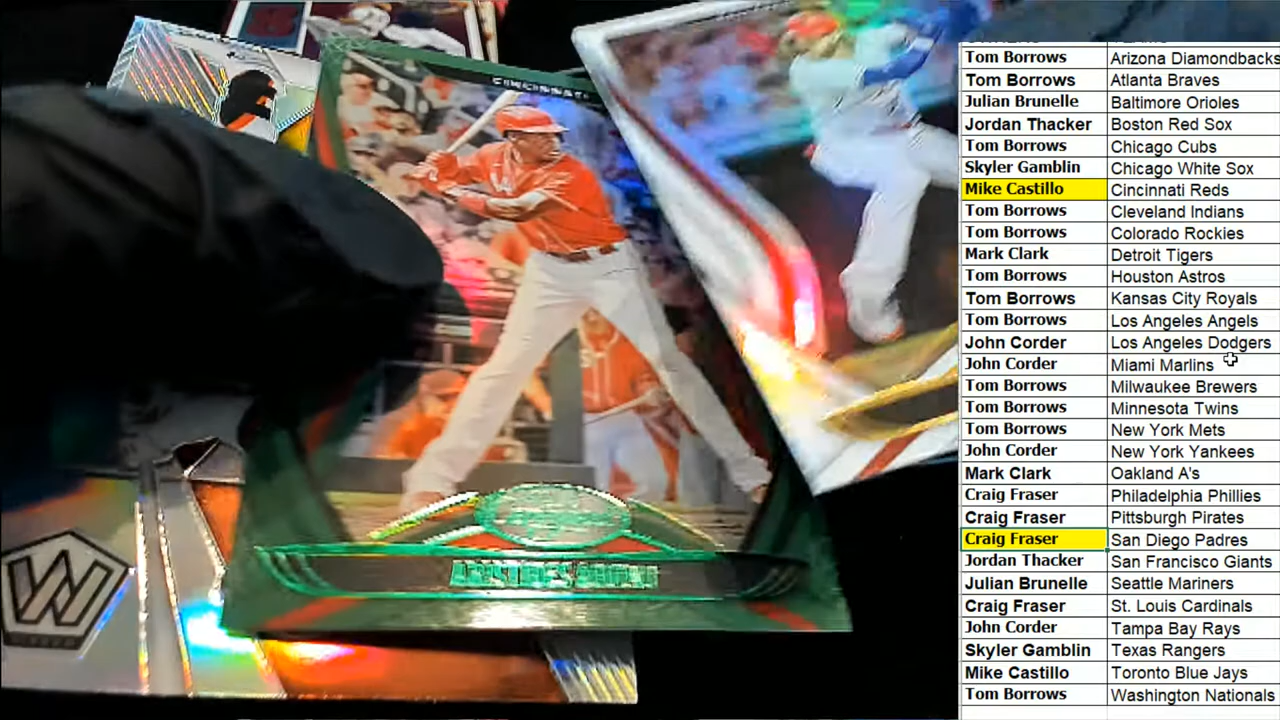 CINCINNATI
W
Tom Borrows Arizona Diamondbacks
Tom Borrows Atlanta Braves
Julian Brunelle Baltimore Orioles
Jordan Thacker Boston Red Sox
Tom Borrows Chicago Cubs
Skyler Gamblin Chicago White Sox
Mike Castillo Cincinnati Reds
Tom Borrows Cleveland Indians
Tom Borrows Colorado Rockies
Mark Clark Detroit Tigers
Tom Borrows Houston Astros
Tom Borrows Kansas City Royals
Tom Borrows Los Angeles Angels
John Corder Los Angeles Dodgers
John Corder Miami Marlins
Tom Borrows Milwaukee Brewers
Tom Borrows Minnesota Twins
Tom Borrows New York Mets
John Corder New York Yankees
Mark Clark Oakland A's
Craig Fraser Philadelphia Phillies
Craig Fraser Pittsburgh Pirates
Craig Fraser San Diego Padres
Jordan Thacker San Francisco Giants
Julian Brunelle Seattle Mariners
Craig Fraser St. Louis Cardinals
John Corder Tampa Bay Rays
Skyler Gamblin Texas Rangers
Mike Castillo Toronto Blue Jays
Tom Borrows Washington Nationals